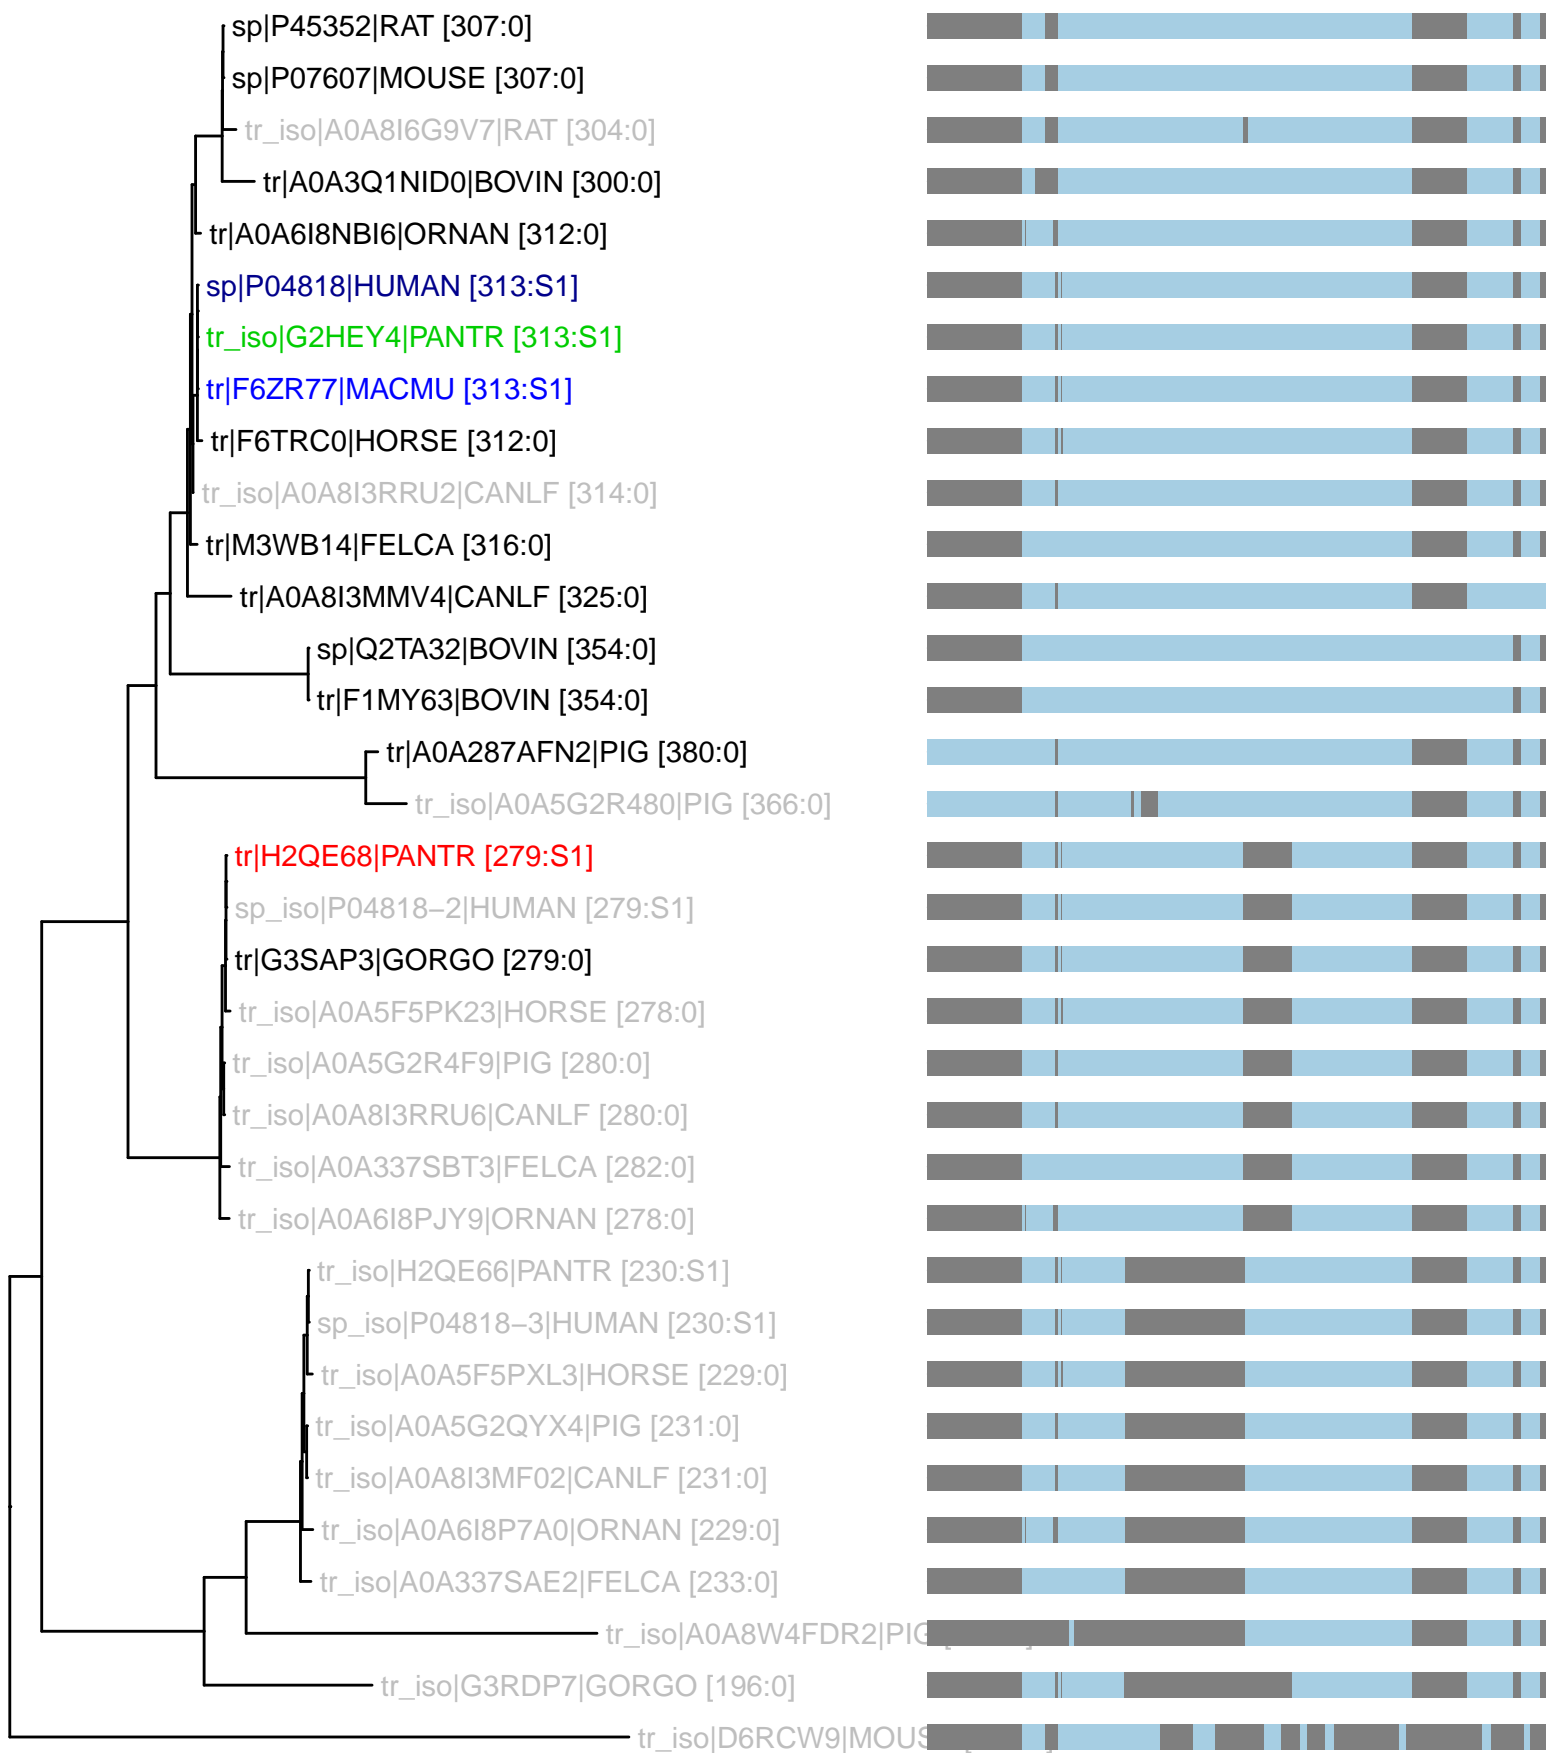 sp|P45352|RAT [307:0]
sp|P07607|MOUSE [307:0]
tr_iso|A0A8I6G9V7|RAT [304:0]
tr|A0A3Q1NID0|BOVIN [300:0]
tr|A0A6I8NBI6|ORNAN [312:0]
sp|P04818|HUMAN [313:S1]
tr_iso|G2HEY4|PANTR [313:S1]
tr|F6ZR77|MACMU [313:S1]
tr|F6TRC0|HORSE [312:0]
tr_iso|A0A8I3RRU2|CANLF [314:0]
tr|M3WB14|FELCA [316:0]
tr|A0A8I3MMV4|CANLF [325:0]
sp|Q2TA32|BOVIN [354:0]
tr|F1MY63|BOVIN [354:0]
tr|A0A287AFN2|PIG [380:0]
tr_iso|A0A5G2R480|PIG [366:0]
tr|H2QE68|PANTR [279:S1]
sp_iso|P04818−2|HUMAN [279:S1]
tr|G3SAP3|GORGO [279:0]
tr_iso|A0A5F5PK23|HORSE [278:0]
tr_iso|A0A5G2R4F9|PIG [280:0]
tr_iso|A0A8I3RRU6|CANLF [280:0]
tr_iso|A0A337SBT3|FELCA [282:0]
tr_iso|A0A6I8PJY9|ORNAN [278:0]
tr_iso|H2QE66|PANTR [230:S1]
sp_iso|P04818−3|HUMAN [230:S1]
tr_iso|A0A5F5PXL3|HORSE [229:0]
tr_iso|A0A5G2QYX4|PIG [231:0]
tr_iso|A0A8I3MF02|CANLF [231:0]
tr_iso|A0A6I8P7A0|ORNAN [229:0]
tr_iso|A0A337SAE2|FELCA [233:0]
tr_iso|A0A8W4FDR2|PIG
tr_iso|G3RDP7|GORGO [196:0]
tr_iso|D6RCW9|MOUS